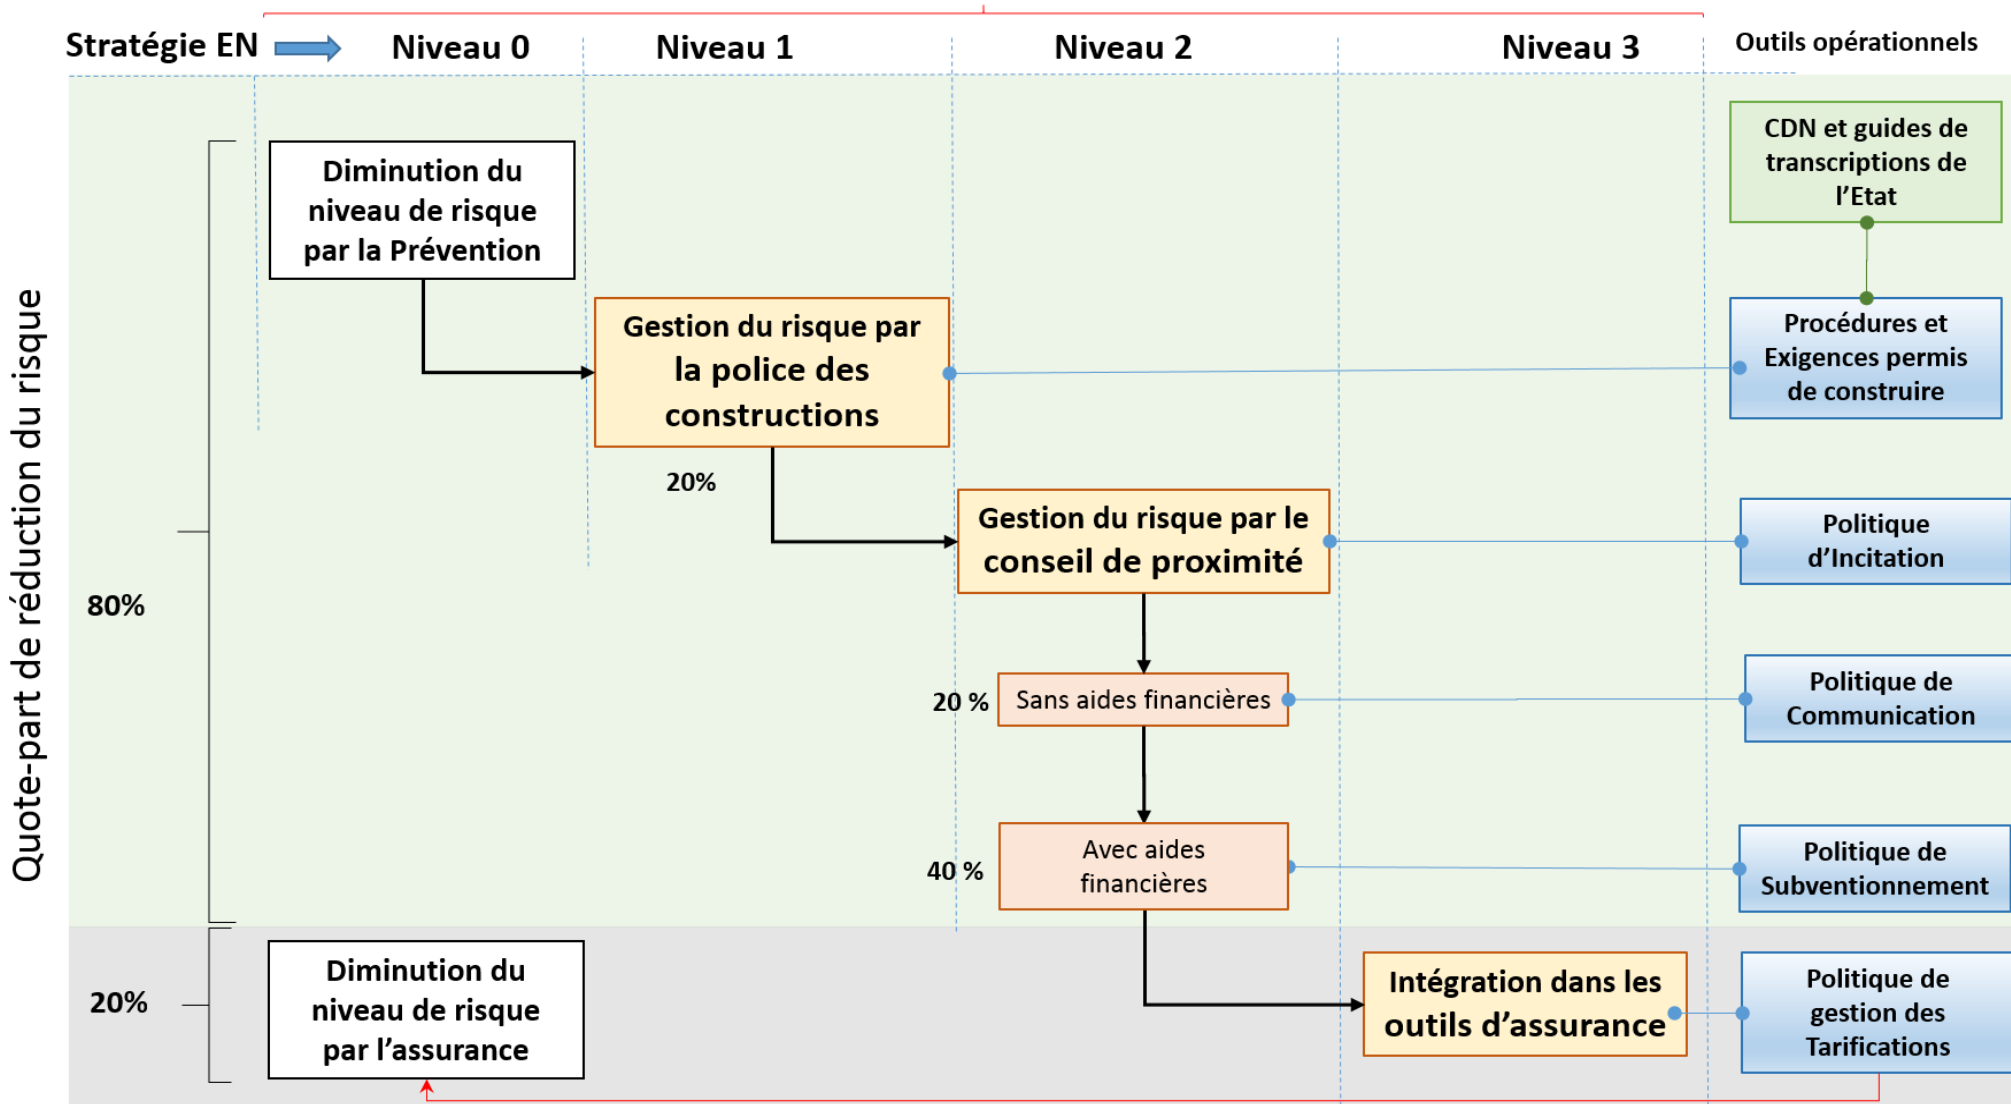 Stratégie EN
Niveau 0
Niveau 1
Niveau 2
Niveau 3
Outils opérationnels
Quote-part de réduction du risque
80%
Diminution du
niveau de risque
par la Prévention
CDN et guides de
transcriptions de
l’Etat
Gestion du risque par
la police des
constructions
20%
Procédures et
Exigences permis
de construire
Gestion du risque par le
conseil de proximité
Politique
d’Incitation
20 %
Sans aides financières
Politique de
Communication
40 %
Avec aides
financières
Politique de
Subventionnement
20%
Diminution du
niveau de risque
par l’assurance
Intégration dans les
outils d’assurance
Politique de
gestion des
Tarifications